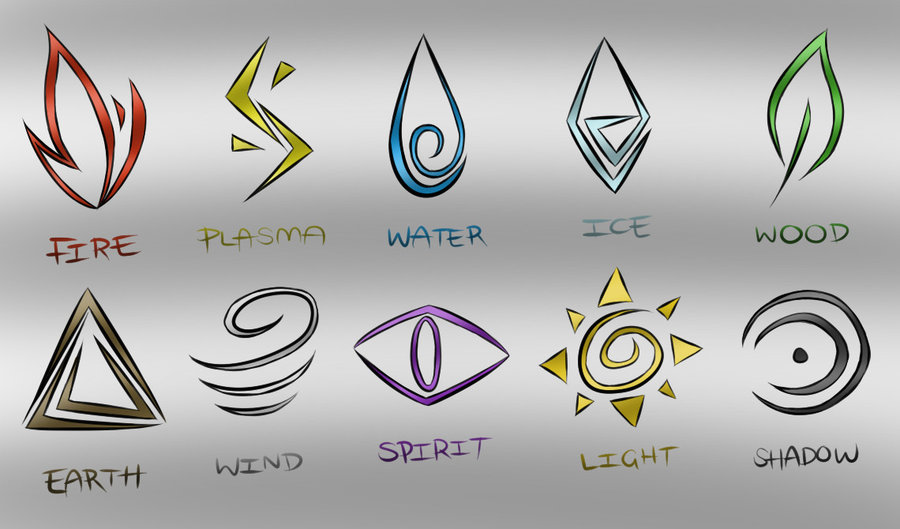 FIRE
PLASMA
WATER
ICE
WOOD
EARTH
WIND
SPIRIT
LIGHT
SHADOW